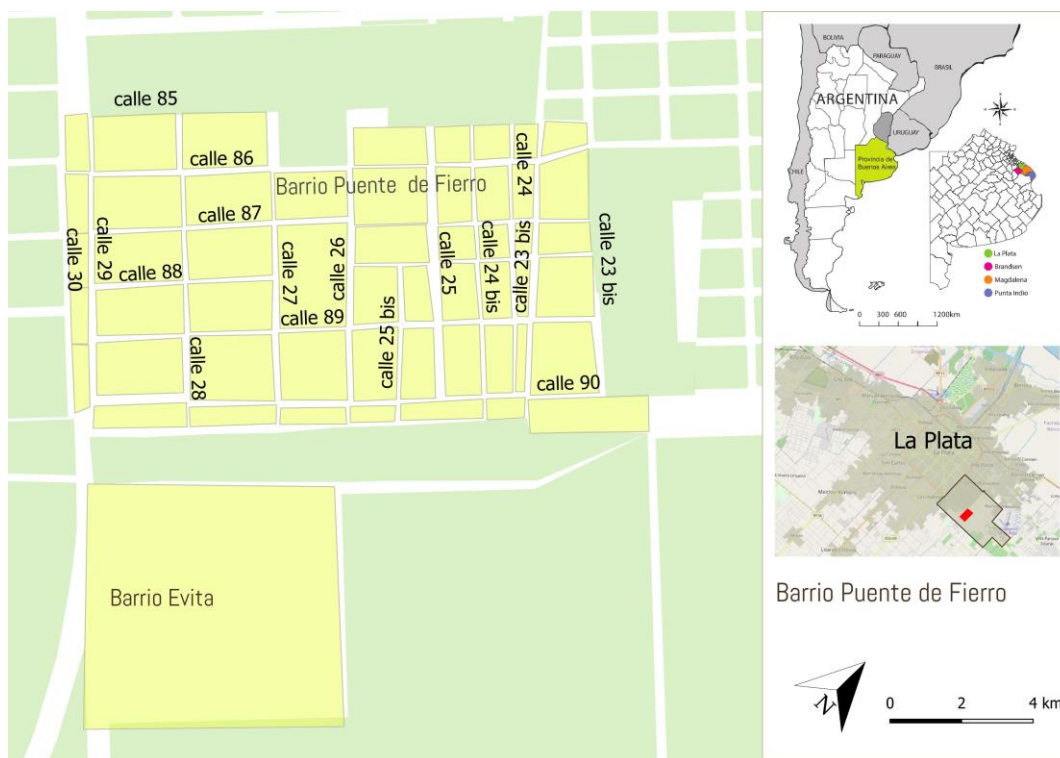 calle 85
calle 86
Barrio Puente de Fierro
calle 87
calle 88
calle 89
calle 90
calle 30
calle 29
calle 28
calle 27
calle 26
calle 25 bis
calle 25
calle 24 bis
calle 24
calle 23 bis
calle 23 bis
Barrio Evita
BOLIVIA
PARAGUAY
BRASIL
ARGENTINA
URUGUAY
Provincia de
Buenos Aires
CHILE
La Plata
Brandsen
Magdalena
Punta Indio
0 300 600 1200km
La Plata
Barrio Puente de Fierro
N
0 2 4 km